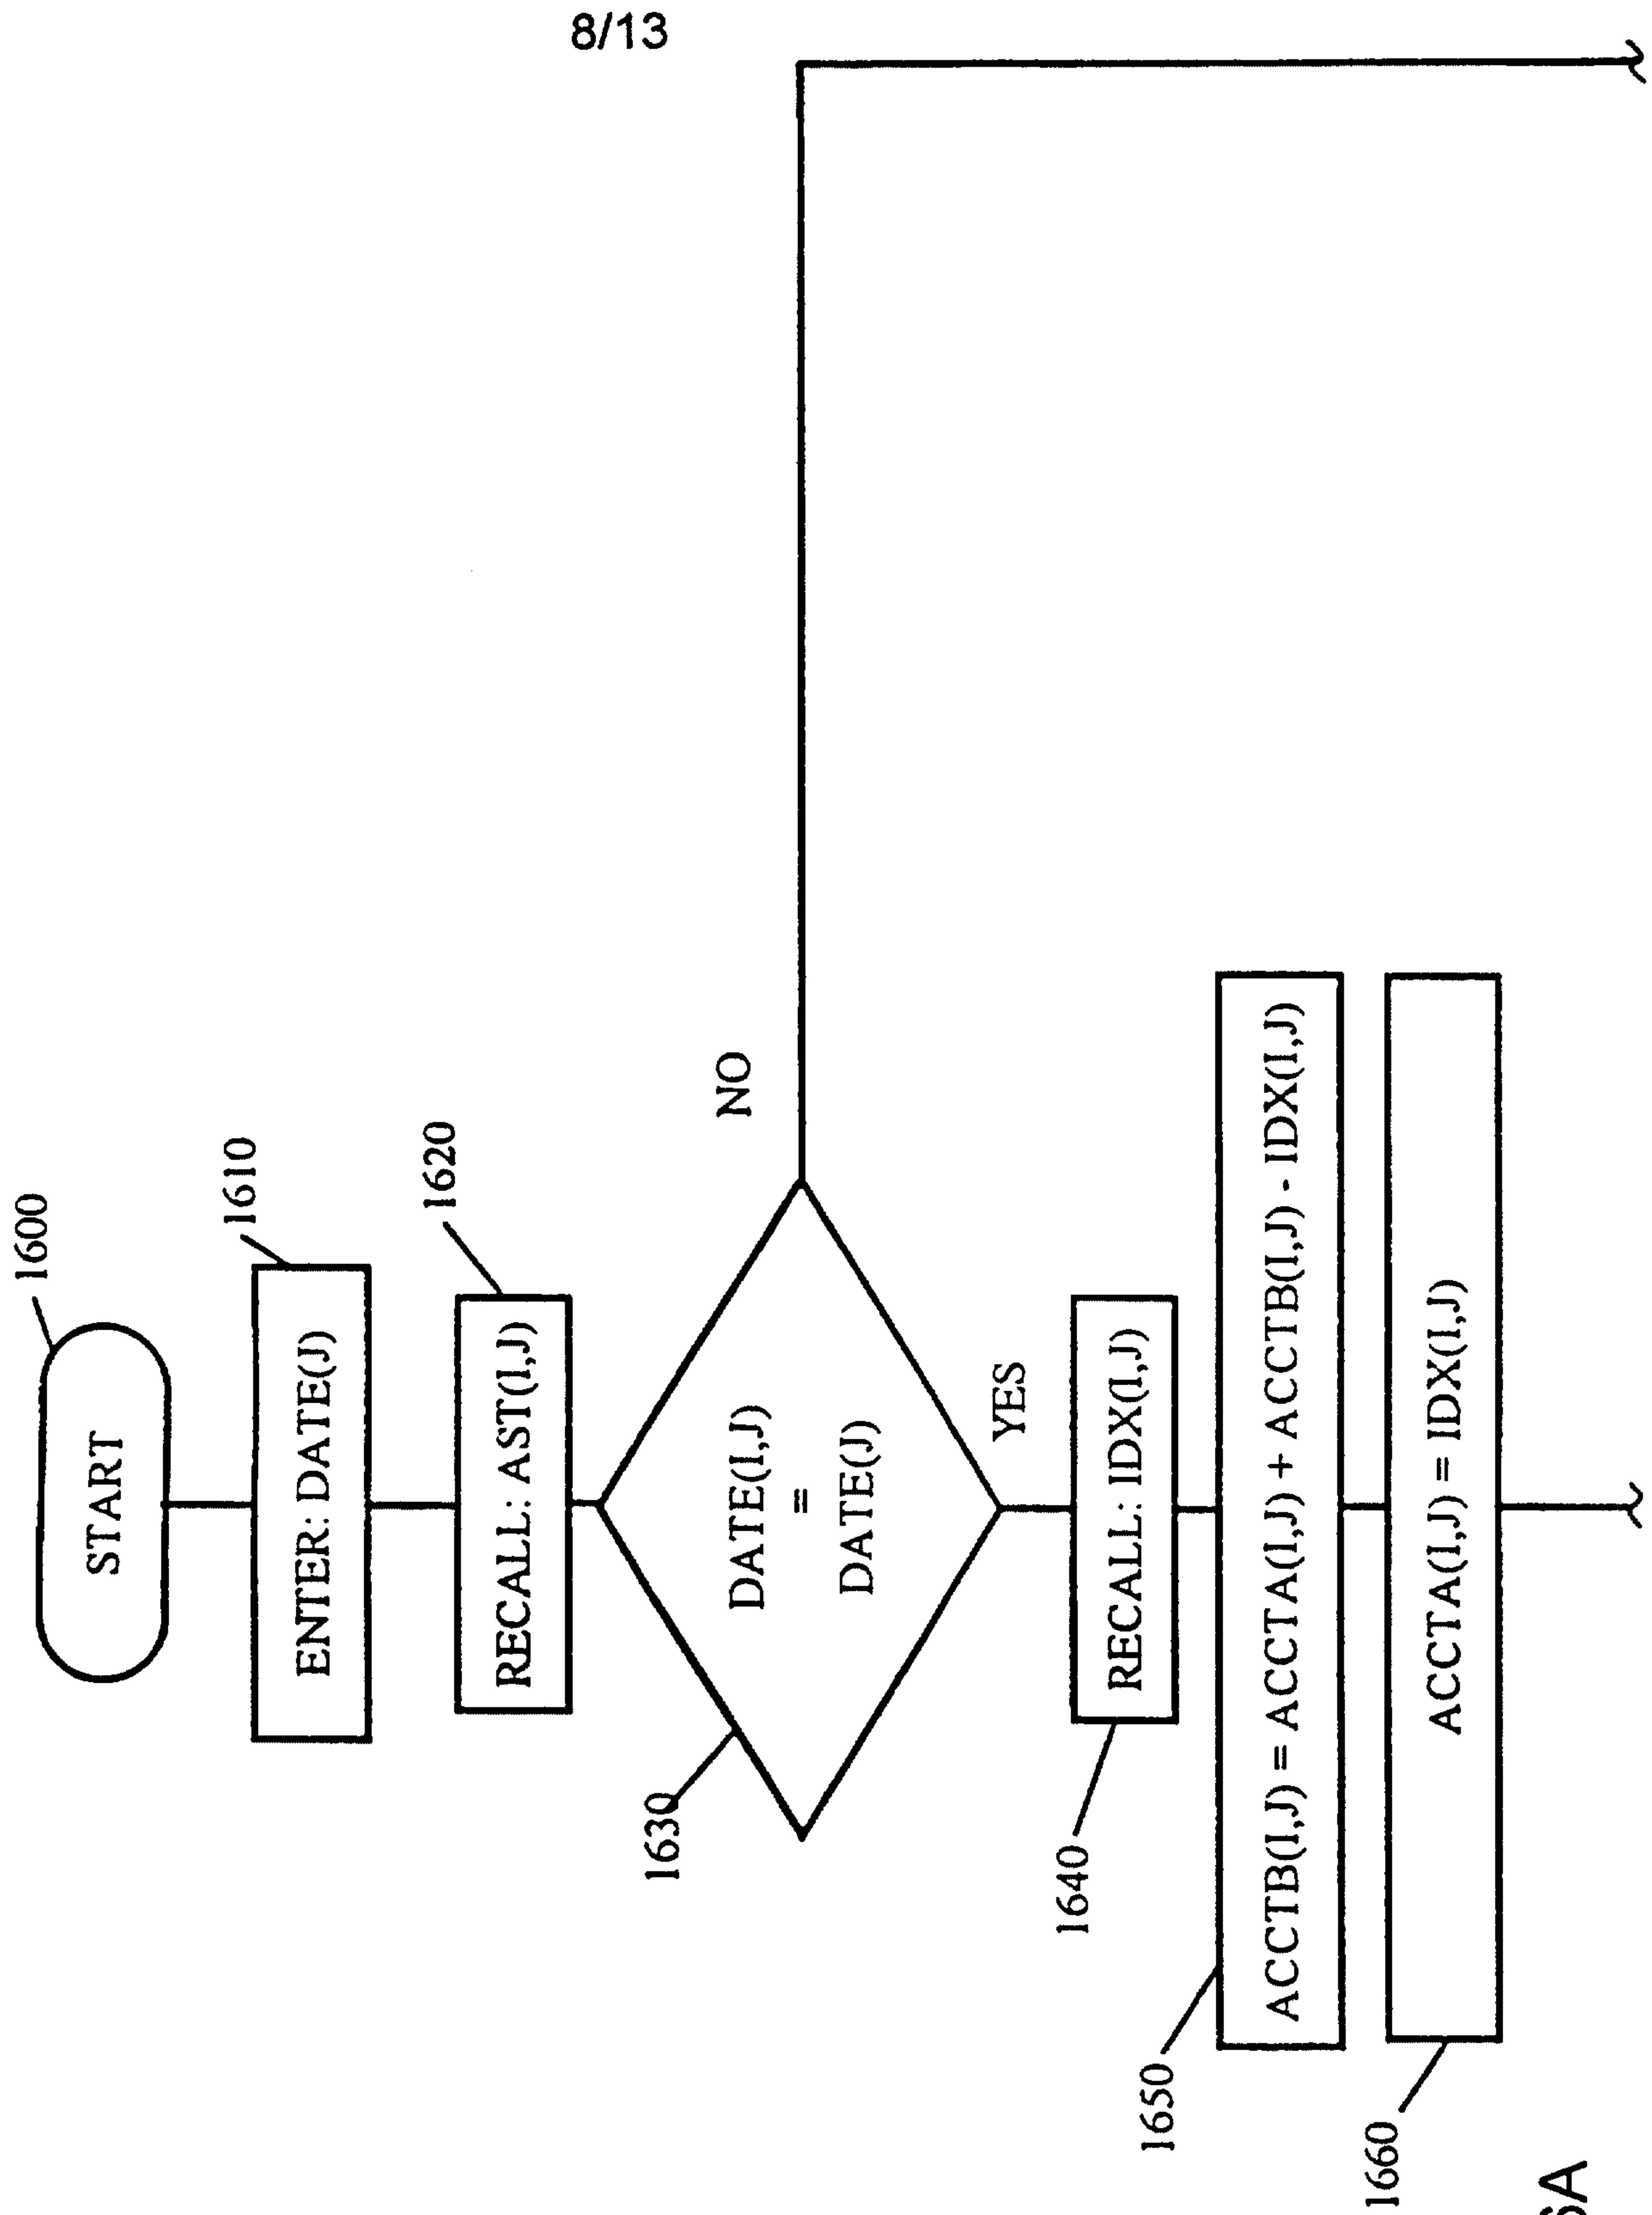 8/13
START
1600
ENTER: DATE(J)
1610
RECALL: AST(I,J)
1620
DATE(I,J)
=
DATE(J)
1630
NO
YES
RECALL: IDX(I,J)
1640
ACCTB(I,J) = ACCTA(I,J) + ACCTB(I,J) - IDX(I,J)
1650
ACCTA(I,J) = IDX(I,J)
1660